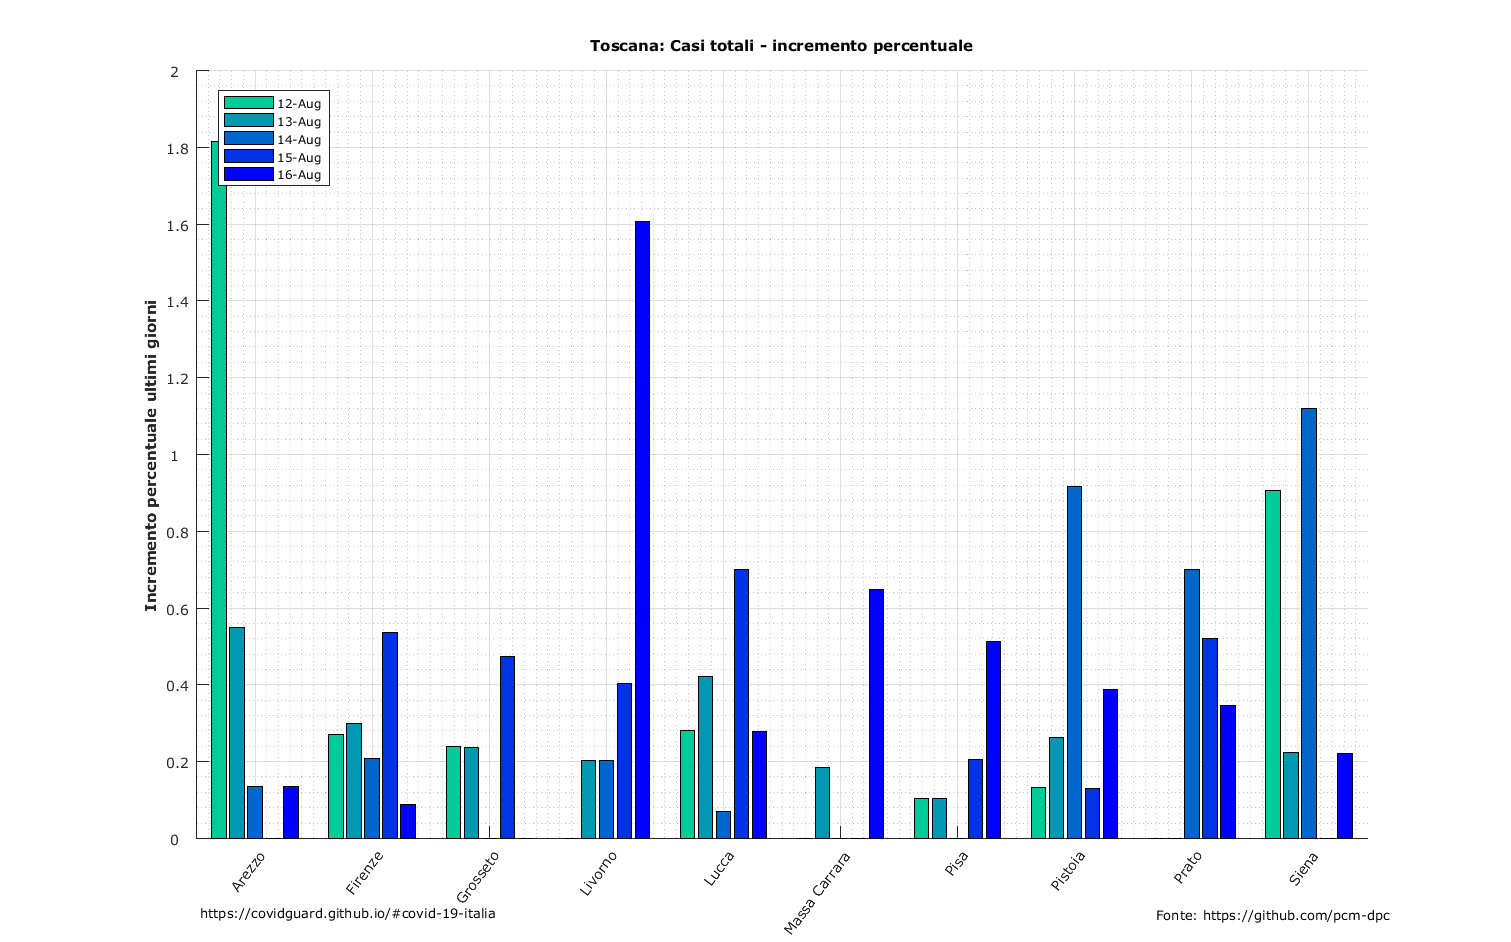 Toscana: Casi totali - incremento percentuale
Incremento percentuale ultimi giorni
2
1.8
1.6
1.4
1.2
1
0.8
0.6
0.4
0.2
0
12-Aug
13-Aug
14-Aug
15-Aug
16-Aug
Arezzo
Firenze
Grosseto
Livorno
Lucca
Massa Carrara
Pisa
Pistoia
Prato
Siena
https://covidguard.github.io/#covid-19-italia
Fonte: https://github.com/pcm-dpc